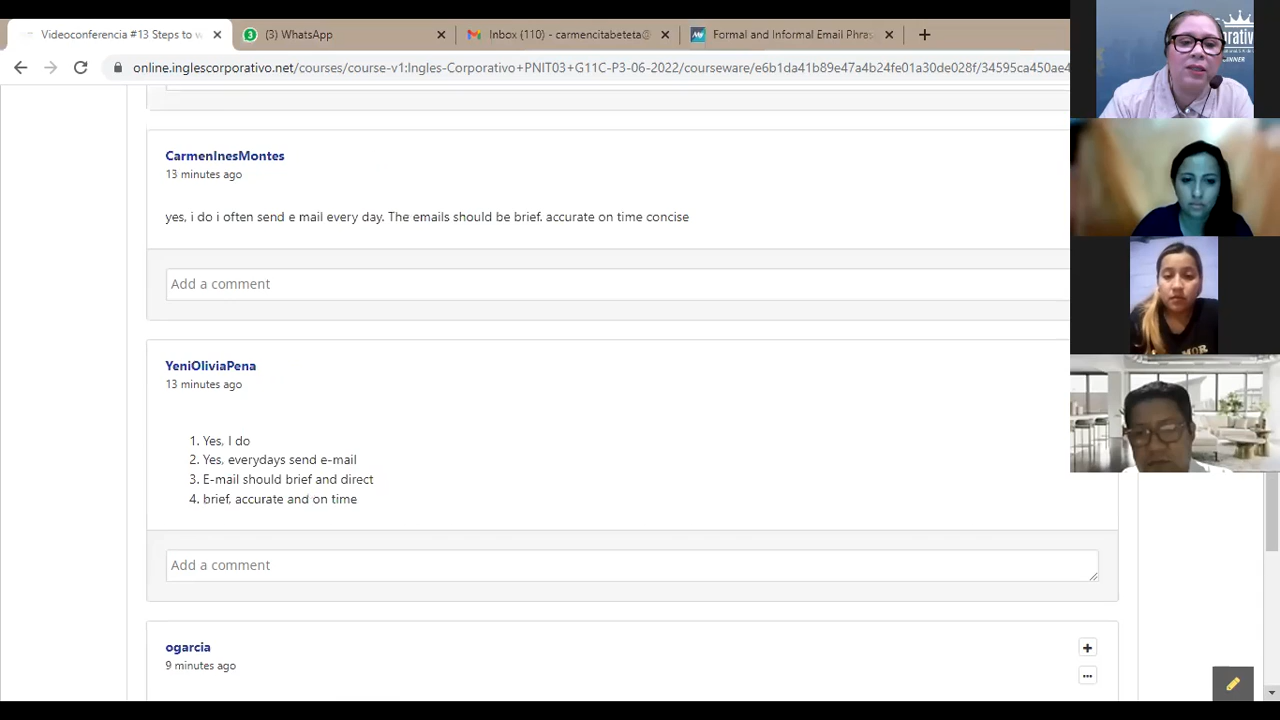 Videoconferencia #13 Steps to w
3
(3) WhatsApp
Inbox (110) - carmencitabeteta@
Formal and Informal Email Phras
online.inglescorporativo.net/courses/course-v1:Ingles-Corporativo+PNIT03+G11C-P3-06-2022/courseware/
CarmenInesMontes
13 minutes ago
yes, i do i often send e mail every day. The emails should be brief. accurate on time concise
Add a comment
YeniOliviaPena
13 minutes ago
1. Yes, I do
2. Yes, everydays send e-mail
3. E-mail should brief and direct
4. brief, accurate and on time
Add a comment
ogarcia
9 minutes ago